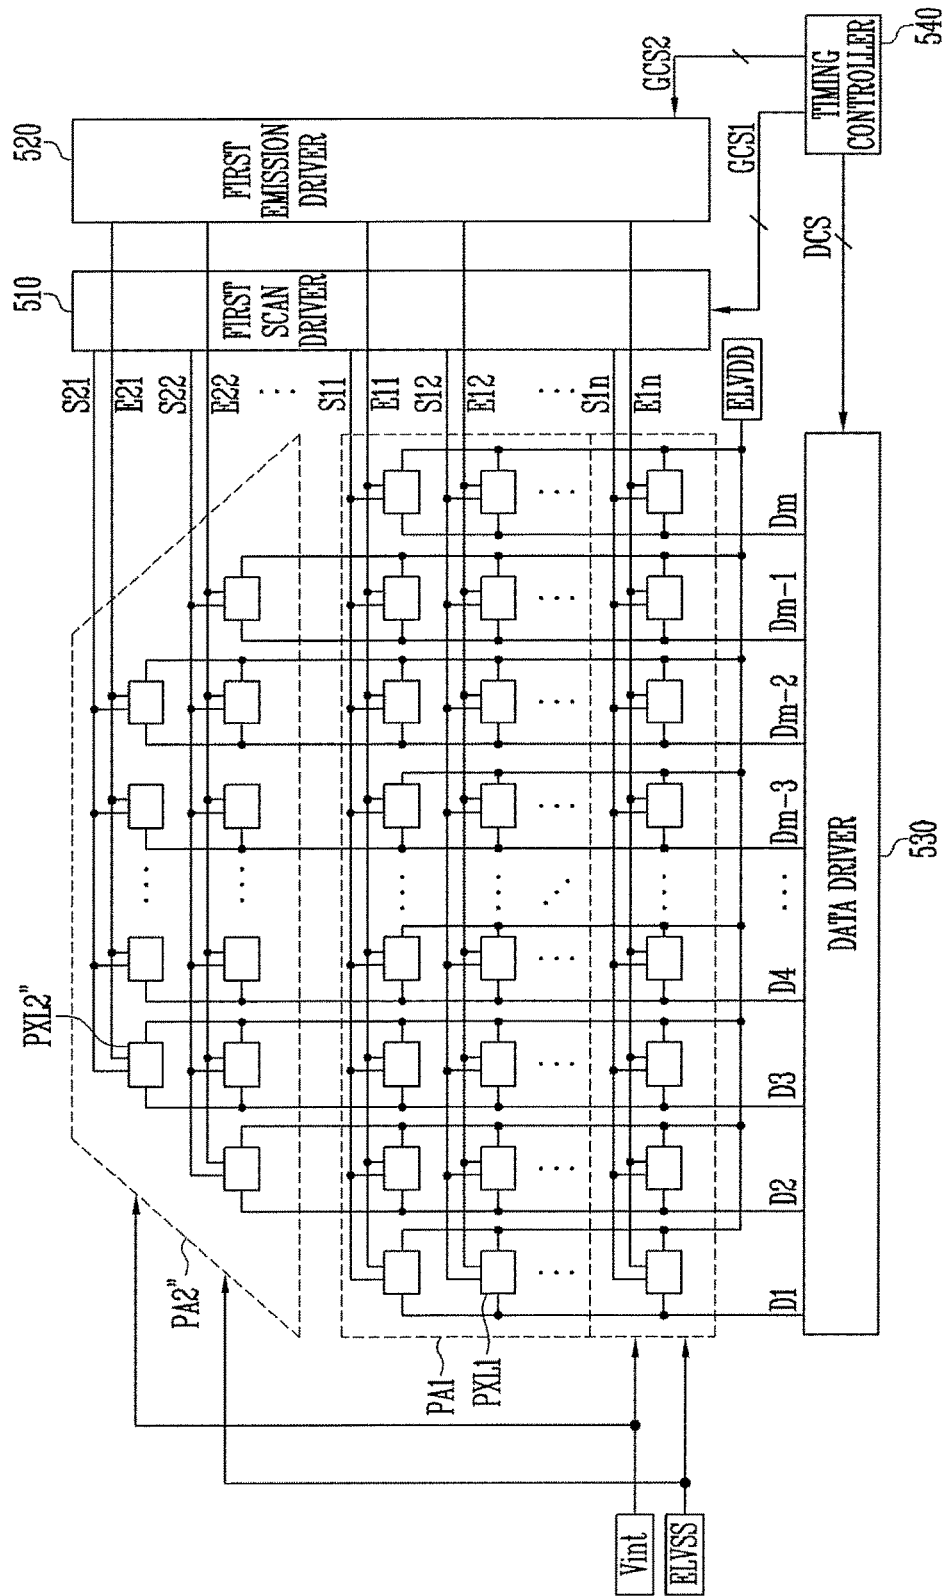 510
520
FIRST
SCAN
DRIVER
FIRST
EMISSION
DRIVER
GCS2
GCS1
DCS
TIMING
CONTROLLER
540
S21
E21
S22
E22
...
S11
E11
S12
E12
...
S1n
E1n
ELVDD
PXL2"
PA2"
PA1
PXL1
Vint
ELVSS
D1
D2
D3
D4
...
Dm-3
Dm-2
Dm-1
Dm
DATA DRIVER
530